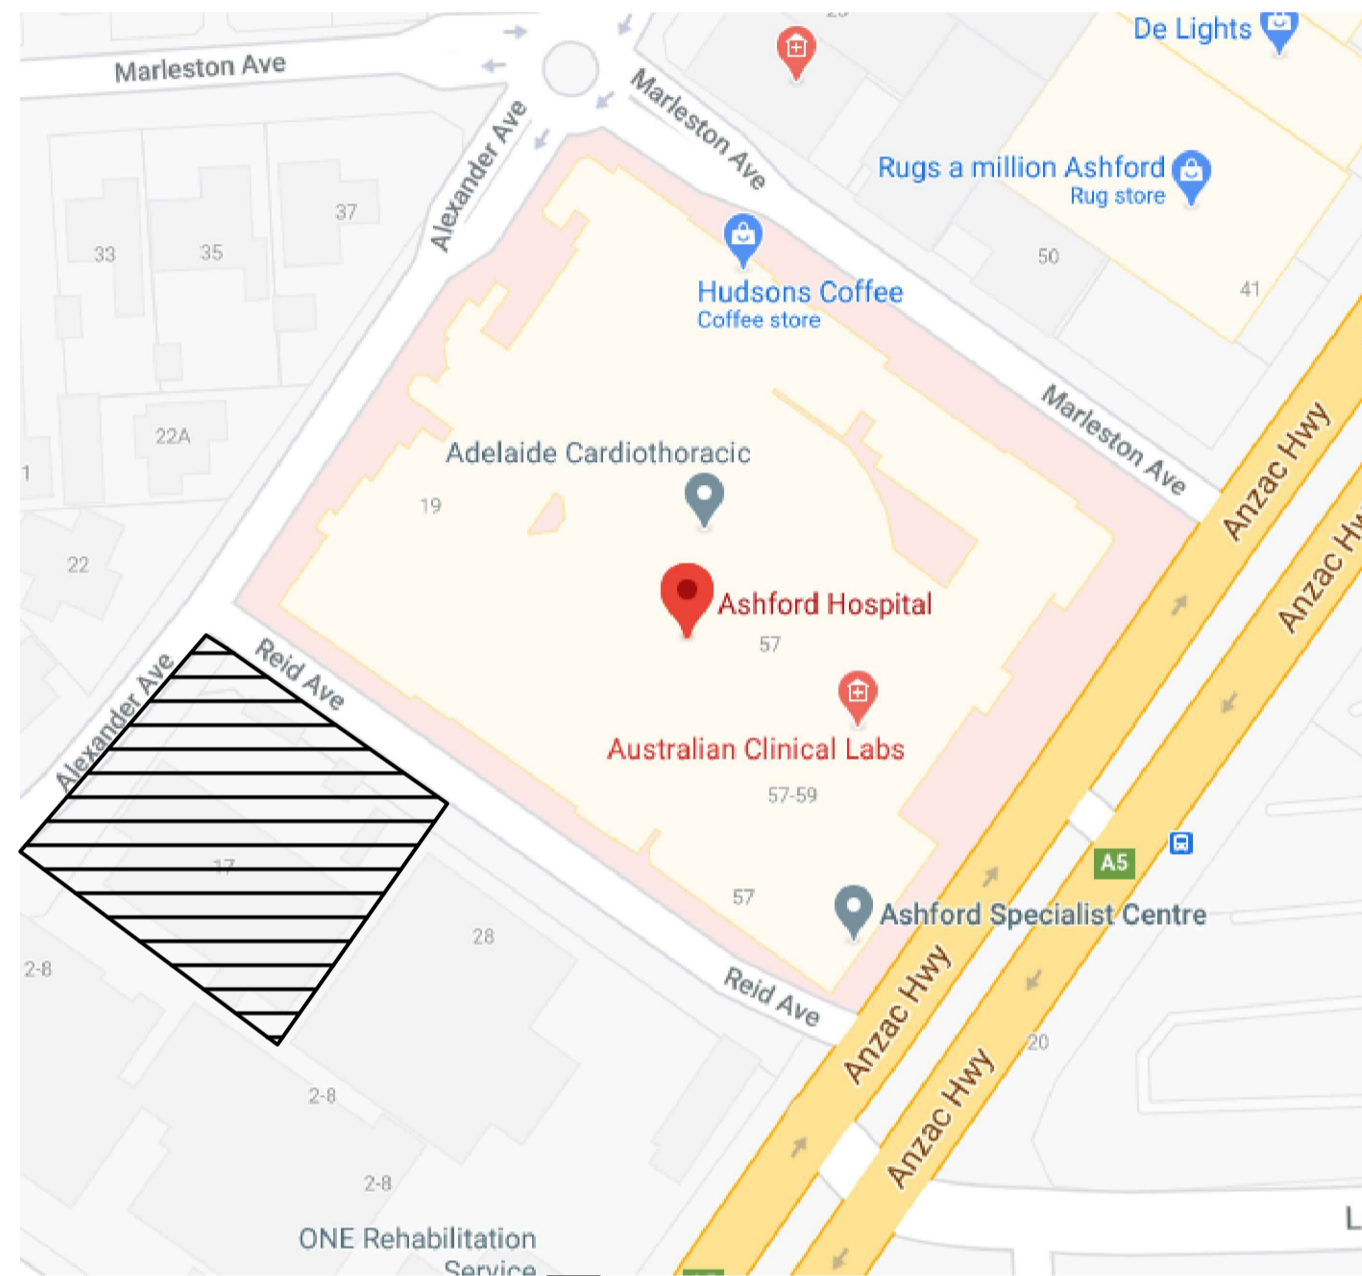 De Lights
Marleston Ave
Marleston Ave
Alexander Ave
Rugs a million Ashford
Rug store
37
33
35
50
41
Hudsons Coffee
Coffee store
Marleston Ave
Anzac Hwy
22A
Adelaide Cardiothoracic
1
19
Anzac
22
Ashford Hospital
57
Reid Ave
Alexander Ave
Australian Clinical Labs
57-59
17
A5
57
Ashford Specialist Centre
28
2-8
Reid Ave
Anzac Hwy
20
Anzac Hwy
2-8
2-8
ONE Rehabilitation
Service
L